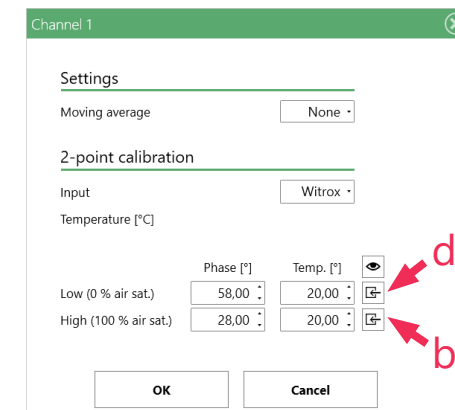 Channel 1
Settings
Moving average None
2-point calibration
Input Witrox
Temperature [°C]
Phase [°] Temp. [°]
Low (0 % air sat.) 58,00 20,00 d
High (100 % air sat.) 28,00 20,00 b
OK Cancel